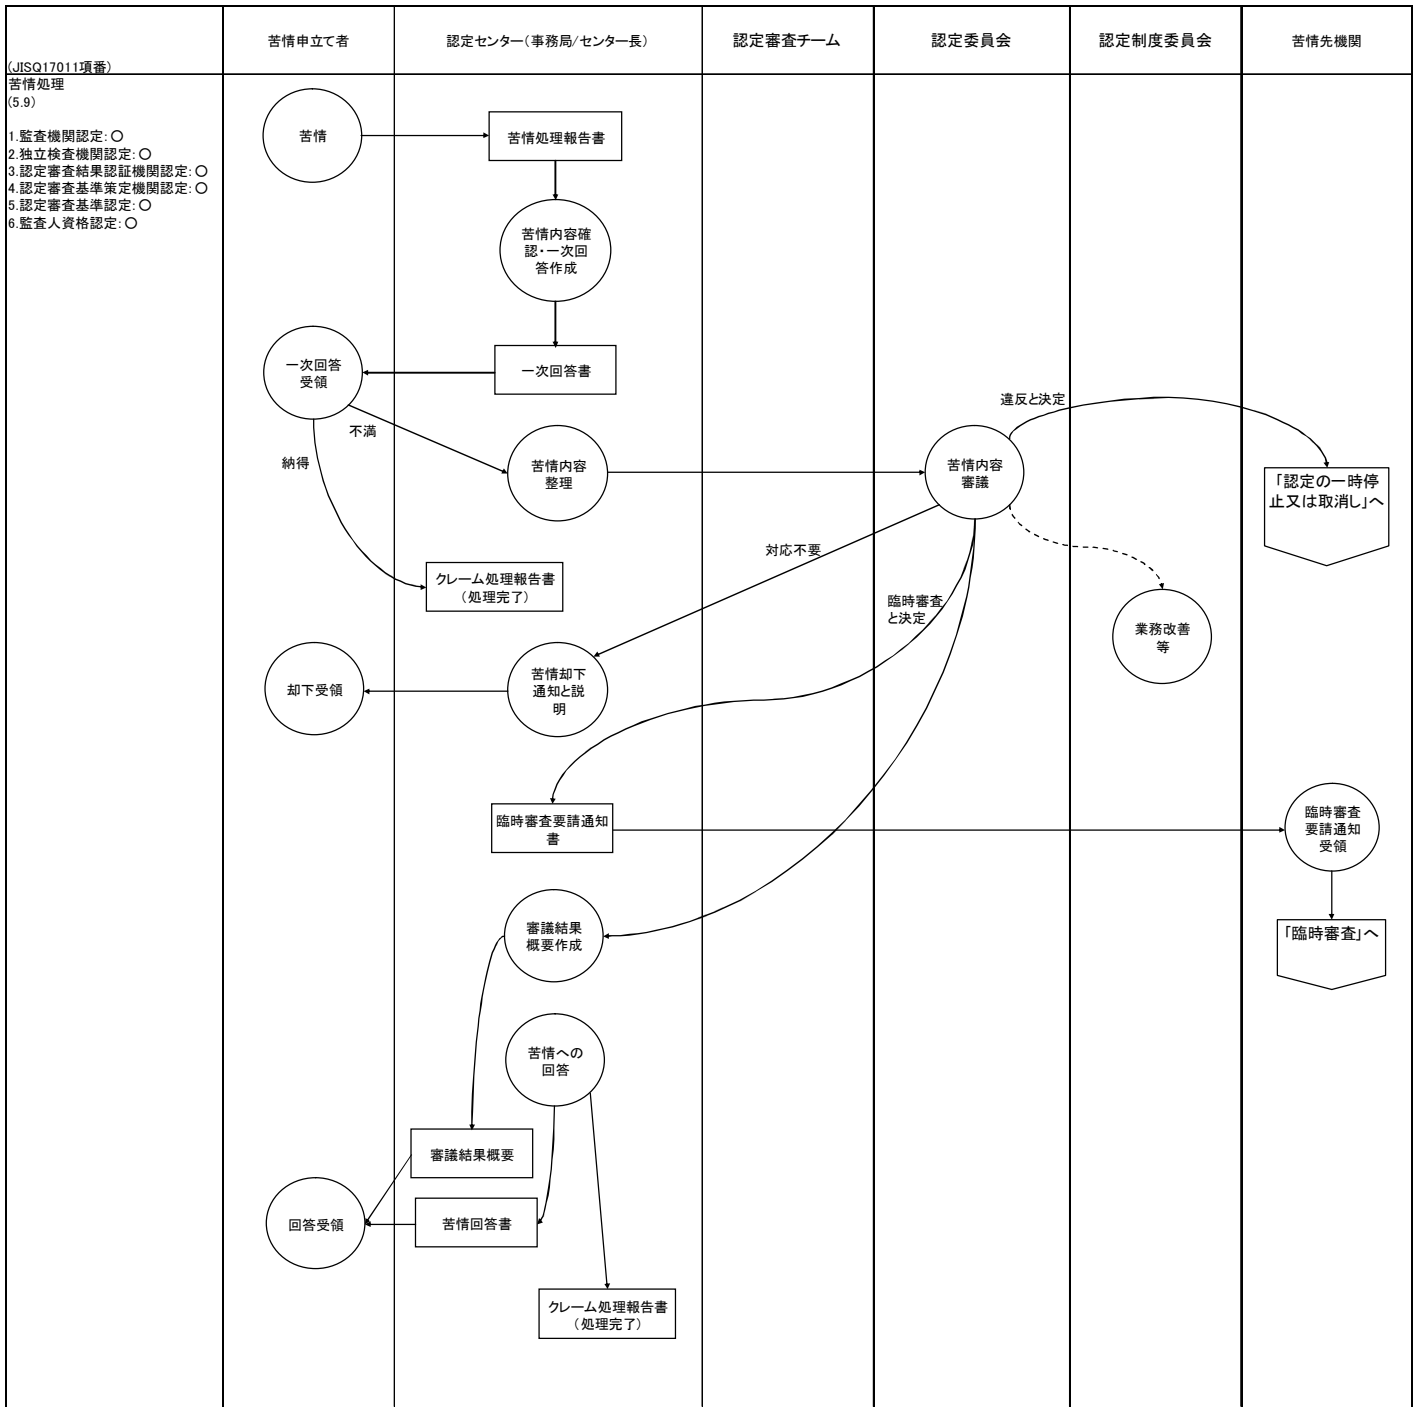 苦情申立て者
認定センター(事務局/センター長)
認定審査チーム
認定委員会
認定制度委員会
苦情先機関
(JISQ17011項番)
苦情処理
(5.9)
1.監査機関認定:〇
2.独立検査機関認定:〇
3.認定審査結果認証機関認定:〇
4.認定審査基準策定機関認定:〇
5.認定審査基準認定:〇
6.監査人資格認定:〇
苦情
苦情処理報告書
苦情内容確
認・一次回
答作成
一次回答
受領
一次回答書
違反と決定
不満
納得
苦情内容
整理
苦情内容
審議
「認定の一時停
止又は取消し」へ
対応不要
クレーム処理報告書
(処理完了)
臨時審査
と決定
業務改善
等
却下受領
苦情却下
通知と説
明
臨時審査要請通知
書
臨時審査
要請通知
受領
審議結果
概要作成
「臨時審査」へ
苦情への
回答
審議結果概要
回答受領
苦情回答書
クレーム処理報告書
(処理完了)